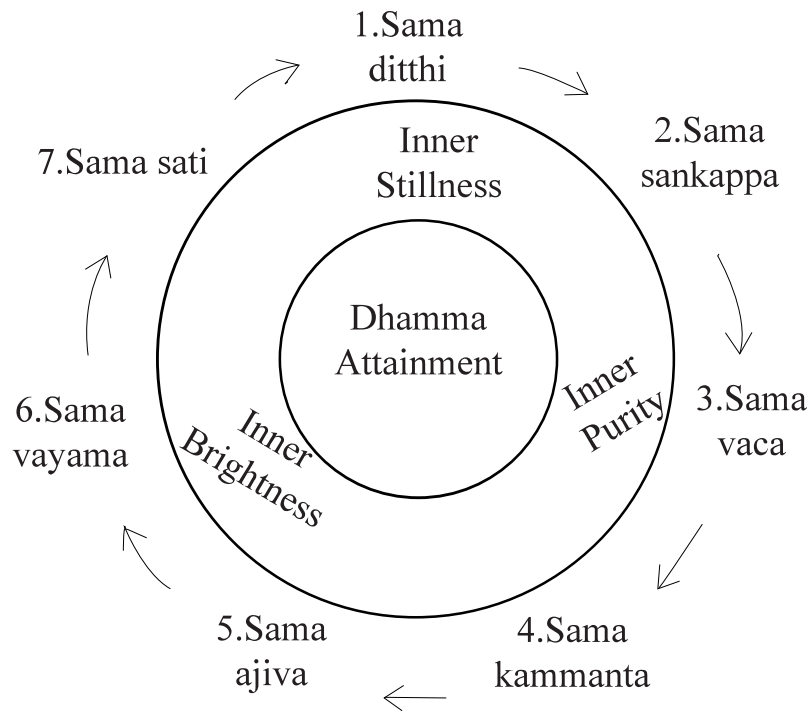 1.Sama
ditthi
2.Sama
sankappa
3.Sama
vaca
4.Sama
kammanta
5.Sama
ajiva
6.Sama
vayama
7.Sama sati
Inner
Stillness
Inner
Purity
Inner
Brightness
Dhamma
Attainment